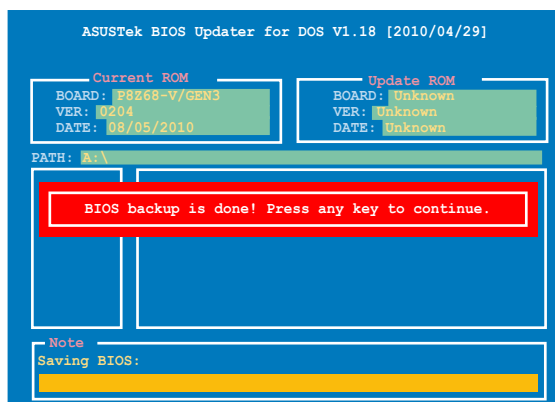 ASUSTek BIOS Updater for DOS V1.18 [2010/04/29]
Current ROM
BOARD: P8Z68-V/GEN3
VER: 0204
DATE: 08/05/2010
Update ROM
BOARD: Unknown
VER: Unknown
DATE: Unknown
PATH: A:\
BIOS backup is done! Press any key to continue.
Note
Saving BIOS: